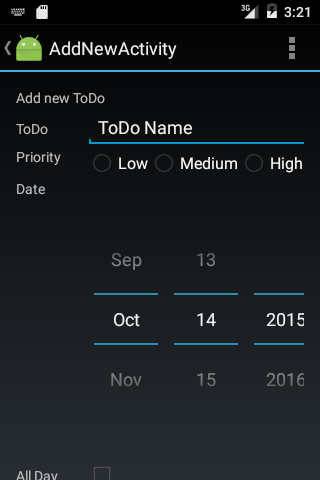 3G 3:21
AddNewActivity
Add new ToDo
ToDo ToDo Name
Priority Low Medium High
Date
Sep 13
Oct 14 2015
Nov 15 2016
All Day